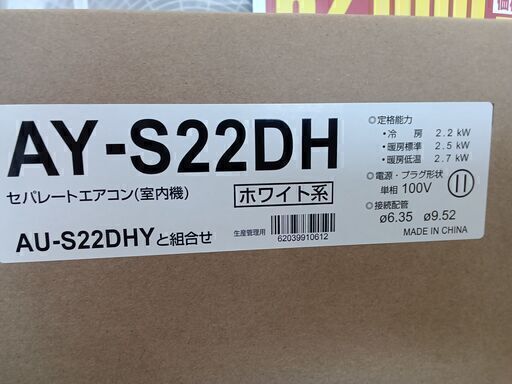 AY-S22DH
セパレートエアコン(室内機)
ホワイト系
AU-S22DHYと組合せ
生産管理用
62039910612
◎定格能力
・冷 房 2.2 kW
・暖房標準 2.5 kW
・暖房低温 2.7 kW
◎電源・プラグ形状
単相 100V
◎接続配管
ø6.35 ø9.52
MADE IN CHINA